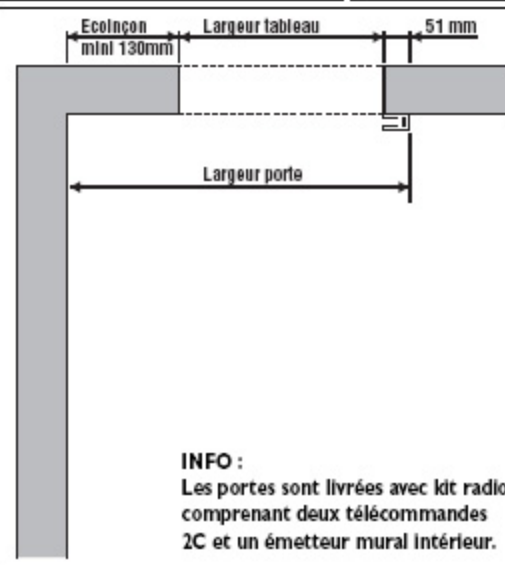 Ecoinçon
mini 130mm
Largeur tableau
51 mm
Largeur porte
INFO :
Les portes sont livrées avec kit radio
comprenant deux télécommandes
2C et un émetteur mural intérieur.